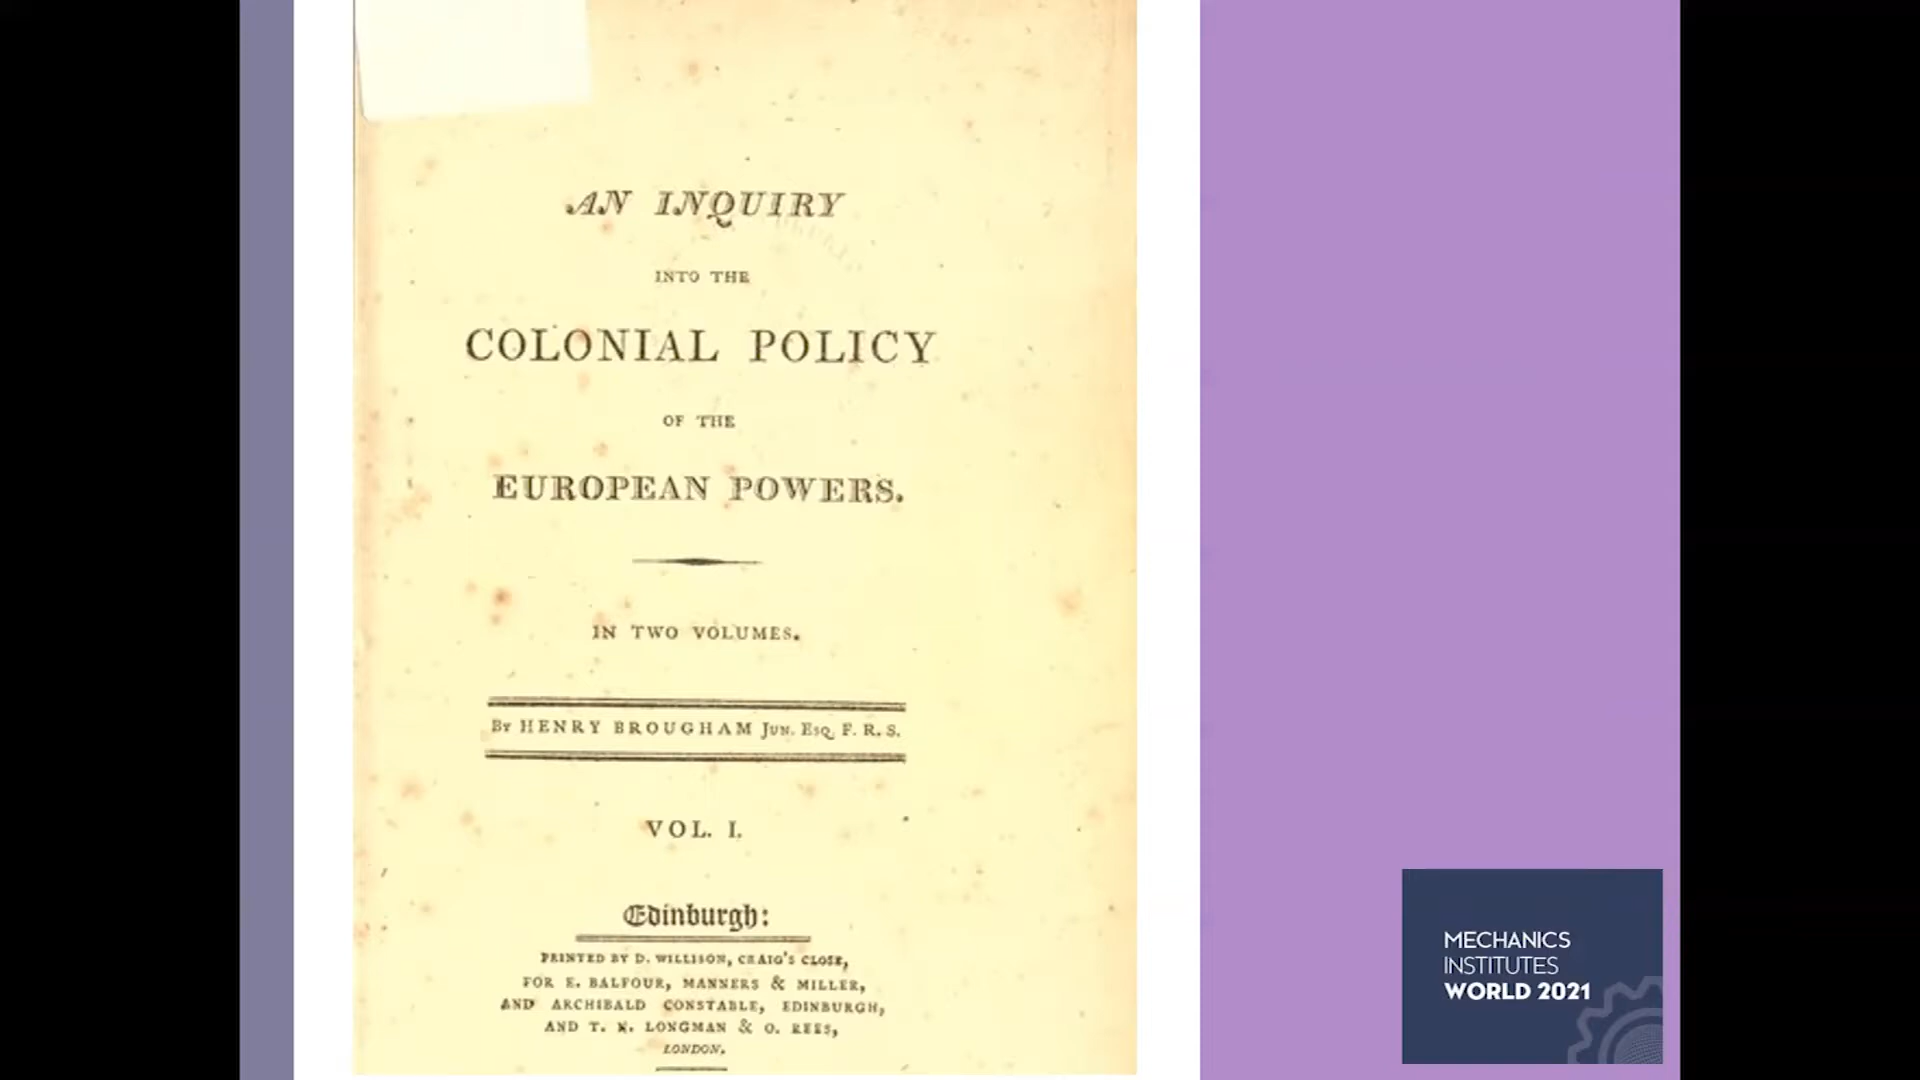 AN INQUIRY
INTO THE
COLONIAL POLICY
OF THE
EUROPEAN POWERS.
IN TWO VOLUMES.
By HENRY BROUGHAM Jun. Esq. F. R. S.
VOL. I.
Edinburgh:
PRINTED BY D. WILLISON, CRAIG'S CLOSE,
FOR E. BALFOUR, MANNERS & MILLER,
AND ARCHIBALD CONSTABLE, EDINBURGH,
AND T. N. LONGMAN & O. REES,
LONDON.
MECHANICS
INSTITUTES
WORLD 2021